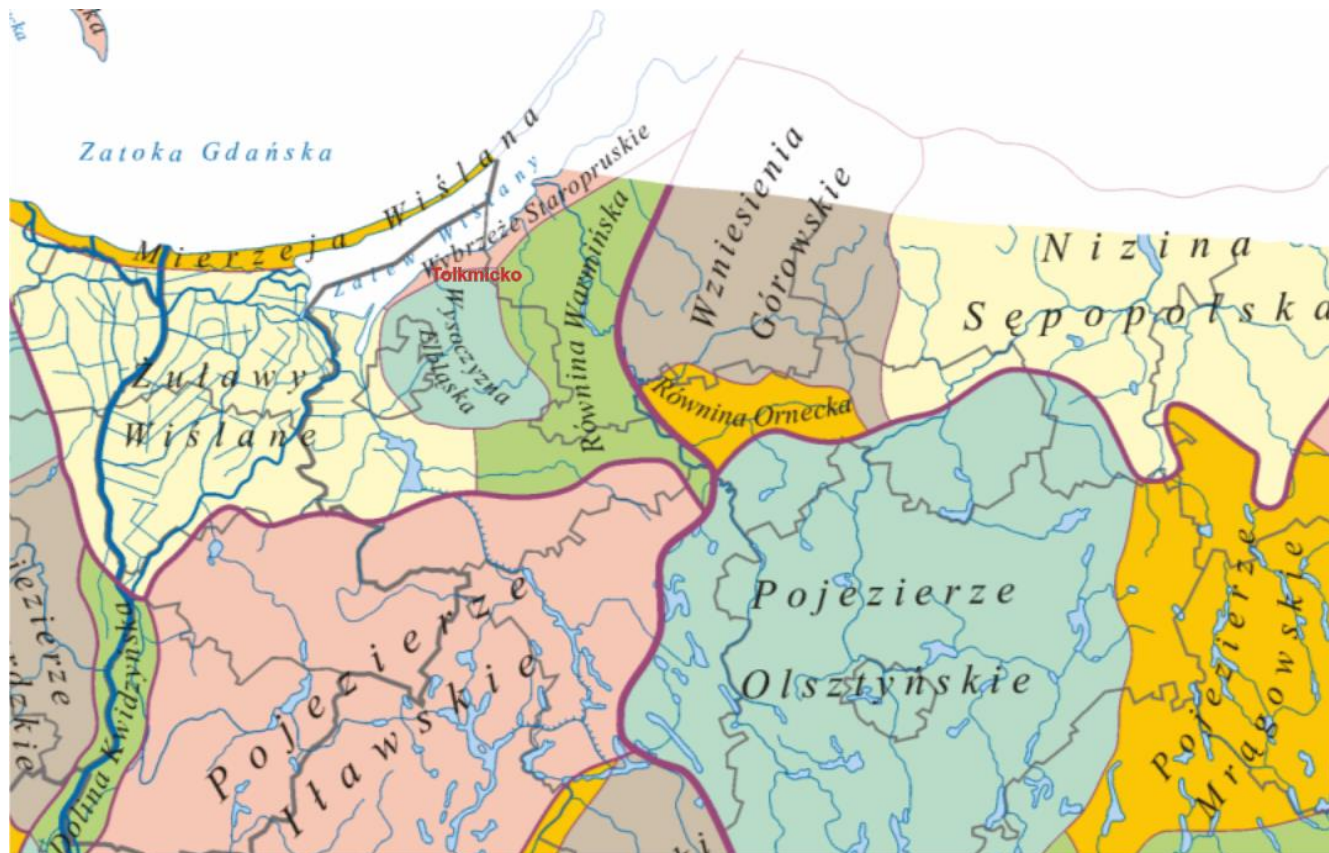 Zatoka Gdańska
Mierzeja Wiślana
Zalew Wiślany
Wybrzeże Staropruskie
Tolkmicko
Wysoczyzna
Elbląska
Równina Warmińska
Wzniesienia
Górowskie
Nizina
Sępopolska
Żuławy
Wiślane
Równina Ornecka
Pojezierze
Olsztyńskie
Pojezierze
Iławskie
Pojezierze
Mrągowskie
Dolina Kwidzyńska